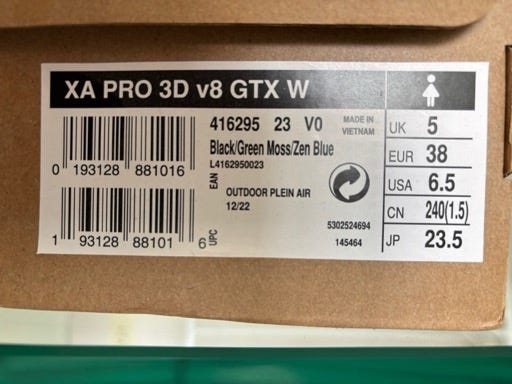 XA PRO 3D v8 GTX W
416295 23 V0
MADE IN
VIETNAM
Black/Green Moss/Zen Blue
L4162950023
EAN
0 193128 881016
OUTDOOR PLEIN AIR
12/22
5302524694
145464
UPC
1 93128 88101 6
UK 5
EUR 38
USA 6.5
CN 240(1.5)
JP 23.5